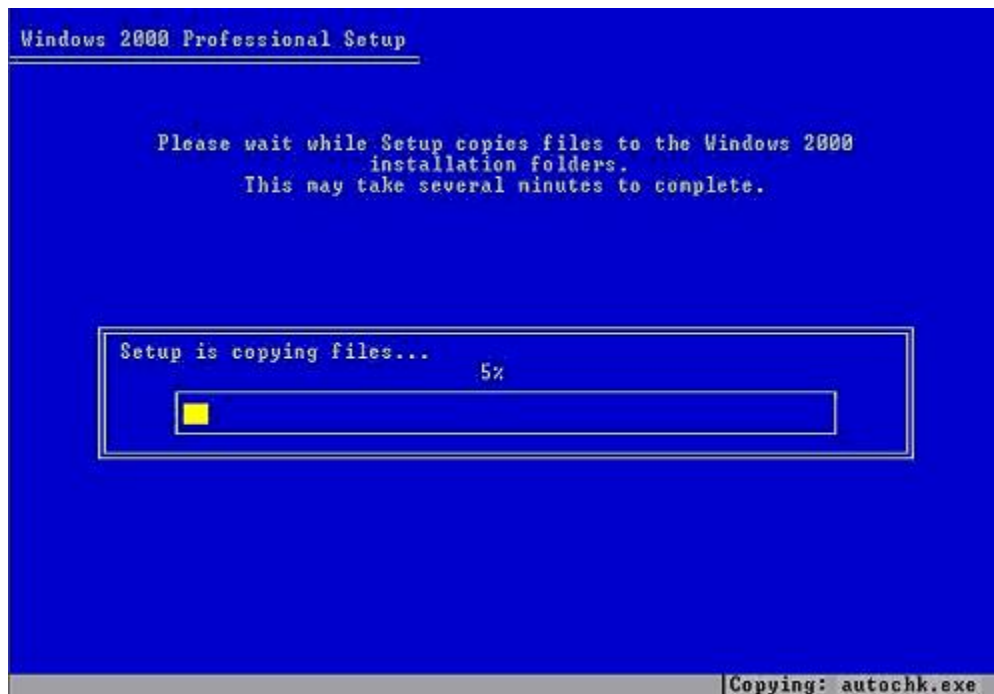 Windows 2000 Professional Setup
Please wait while Setup copies files to the Windows 2000
installation folders.
This may take several minutes to complete.
Setup is copying files...
5%
Copying: autochk.exe